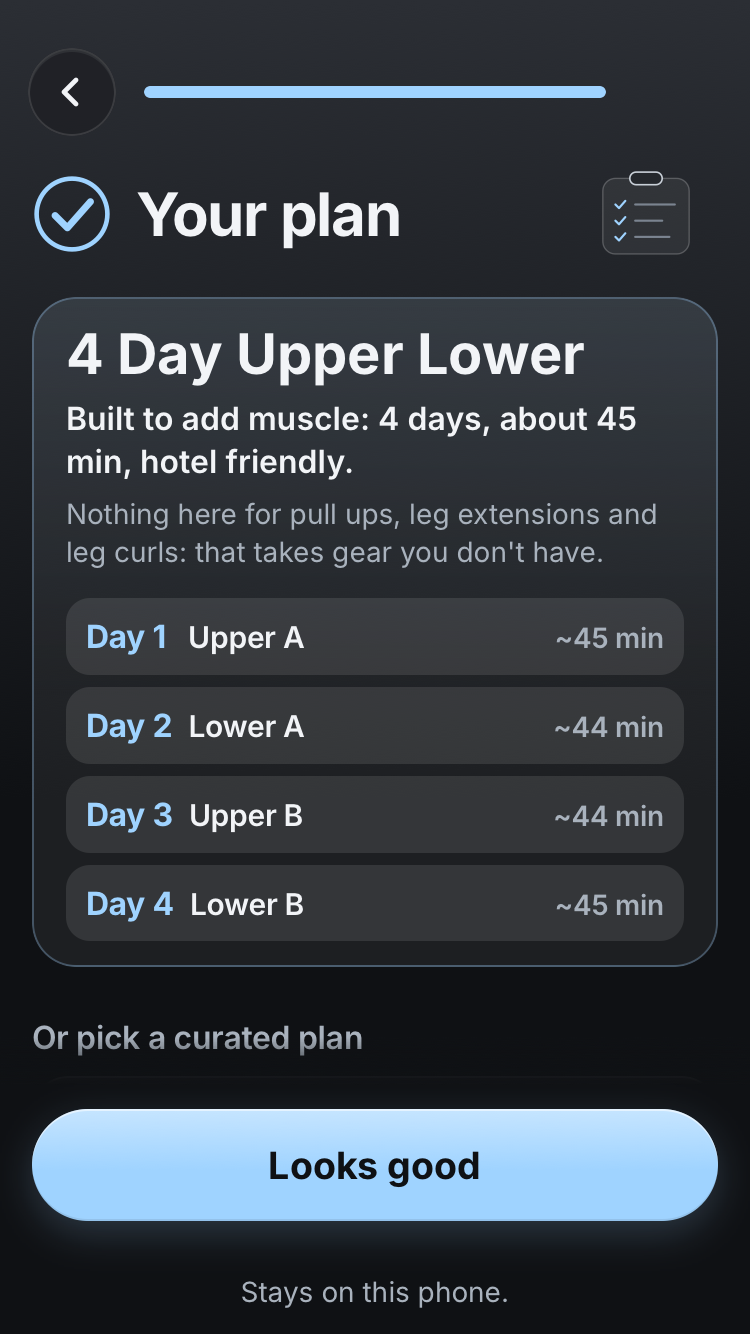 Your plan
4 Day Upper Lower
Built to add muscle: 4 days, about 45
min, hotel friendly.
Nothing here for pull ups, leg extensions and
leg curls: that takes gear you don't have.
Day 1 Upper A ~45 min
Day 2 Lower A ~44 min
Day 3 Upper B ~44 min
Day 4 Lower B ~45 min
Or pick a curated plan
Looks good
Stays on this phone.